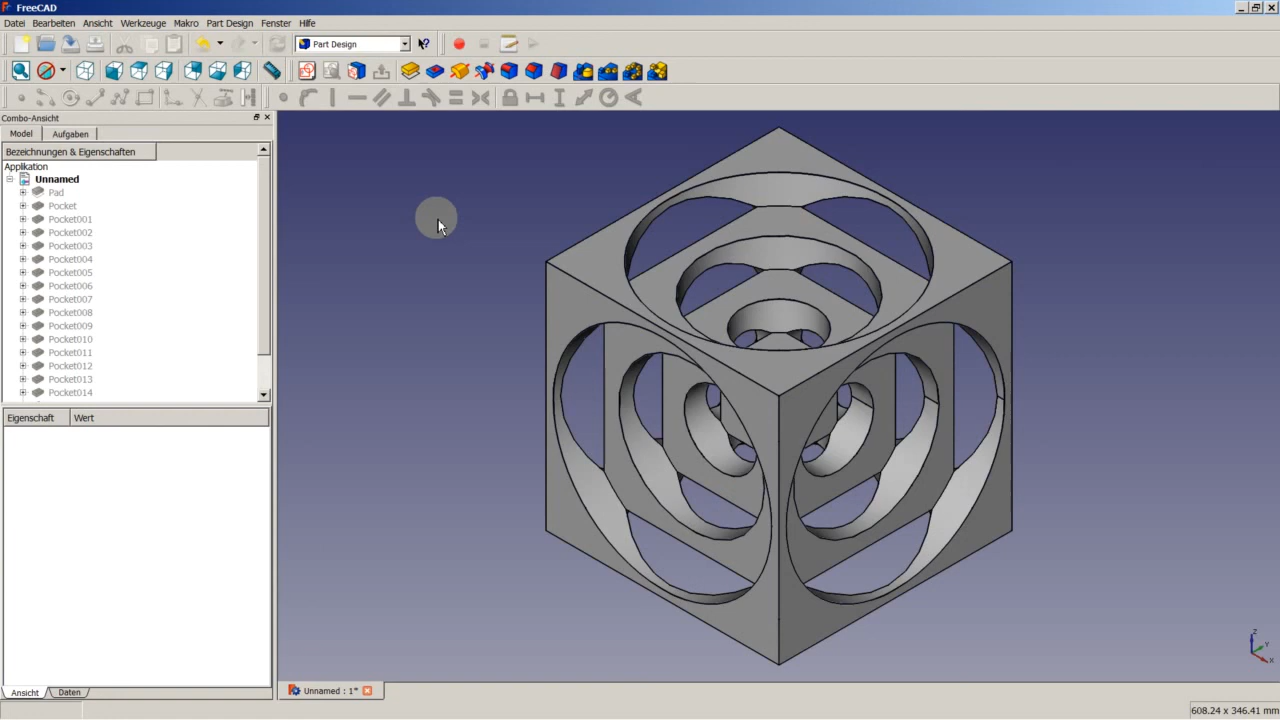 FreeCAD
Datei Bearbeiten Ansicht Werkzeuge Makro Part Design Fenster Hilfe
Part Design
Combo-Ansicht
Model Aufgaben
Bezeichnungen & Eigenschaften
Applikation
Unnamed
Pad
Pocket
Pocket001
Pocket002
Pocket003
Pocket004
Pocket005
Pocket006
Pocket007
Pocket008
Pocket009
Pocket010
Pocket011
Pocket012
Pocket013
Pocket014
Eigenschaft Wert
Z
Y
X
Ansicht Daten
Unnamed : 1*
608.24 x 346.41 mm